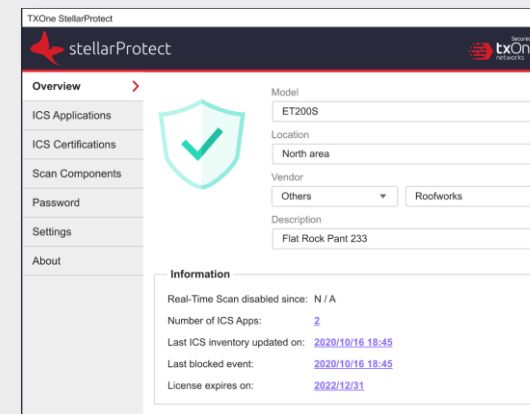 TXOne StellarProtect
stellarProtect
Secured
txOn
networks
Overview
ICS Applications
ICS Certifications
Scan Components
Password
Settings
About
Model
ET200S
Location
North area
Vendor
Others
Roofworks
Description
Flat Rock Pant 233
Information
Real-Time Scan disabled since: N / A
Number of ICS Apps: 2
Last ICS inventory updated on: 2020/10/16 18:45
Last blocked event: 2020/10/16 18:45
License expires on: 2022/12/31